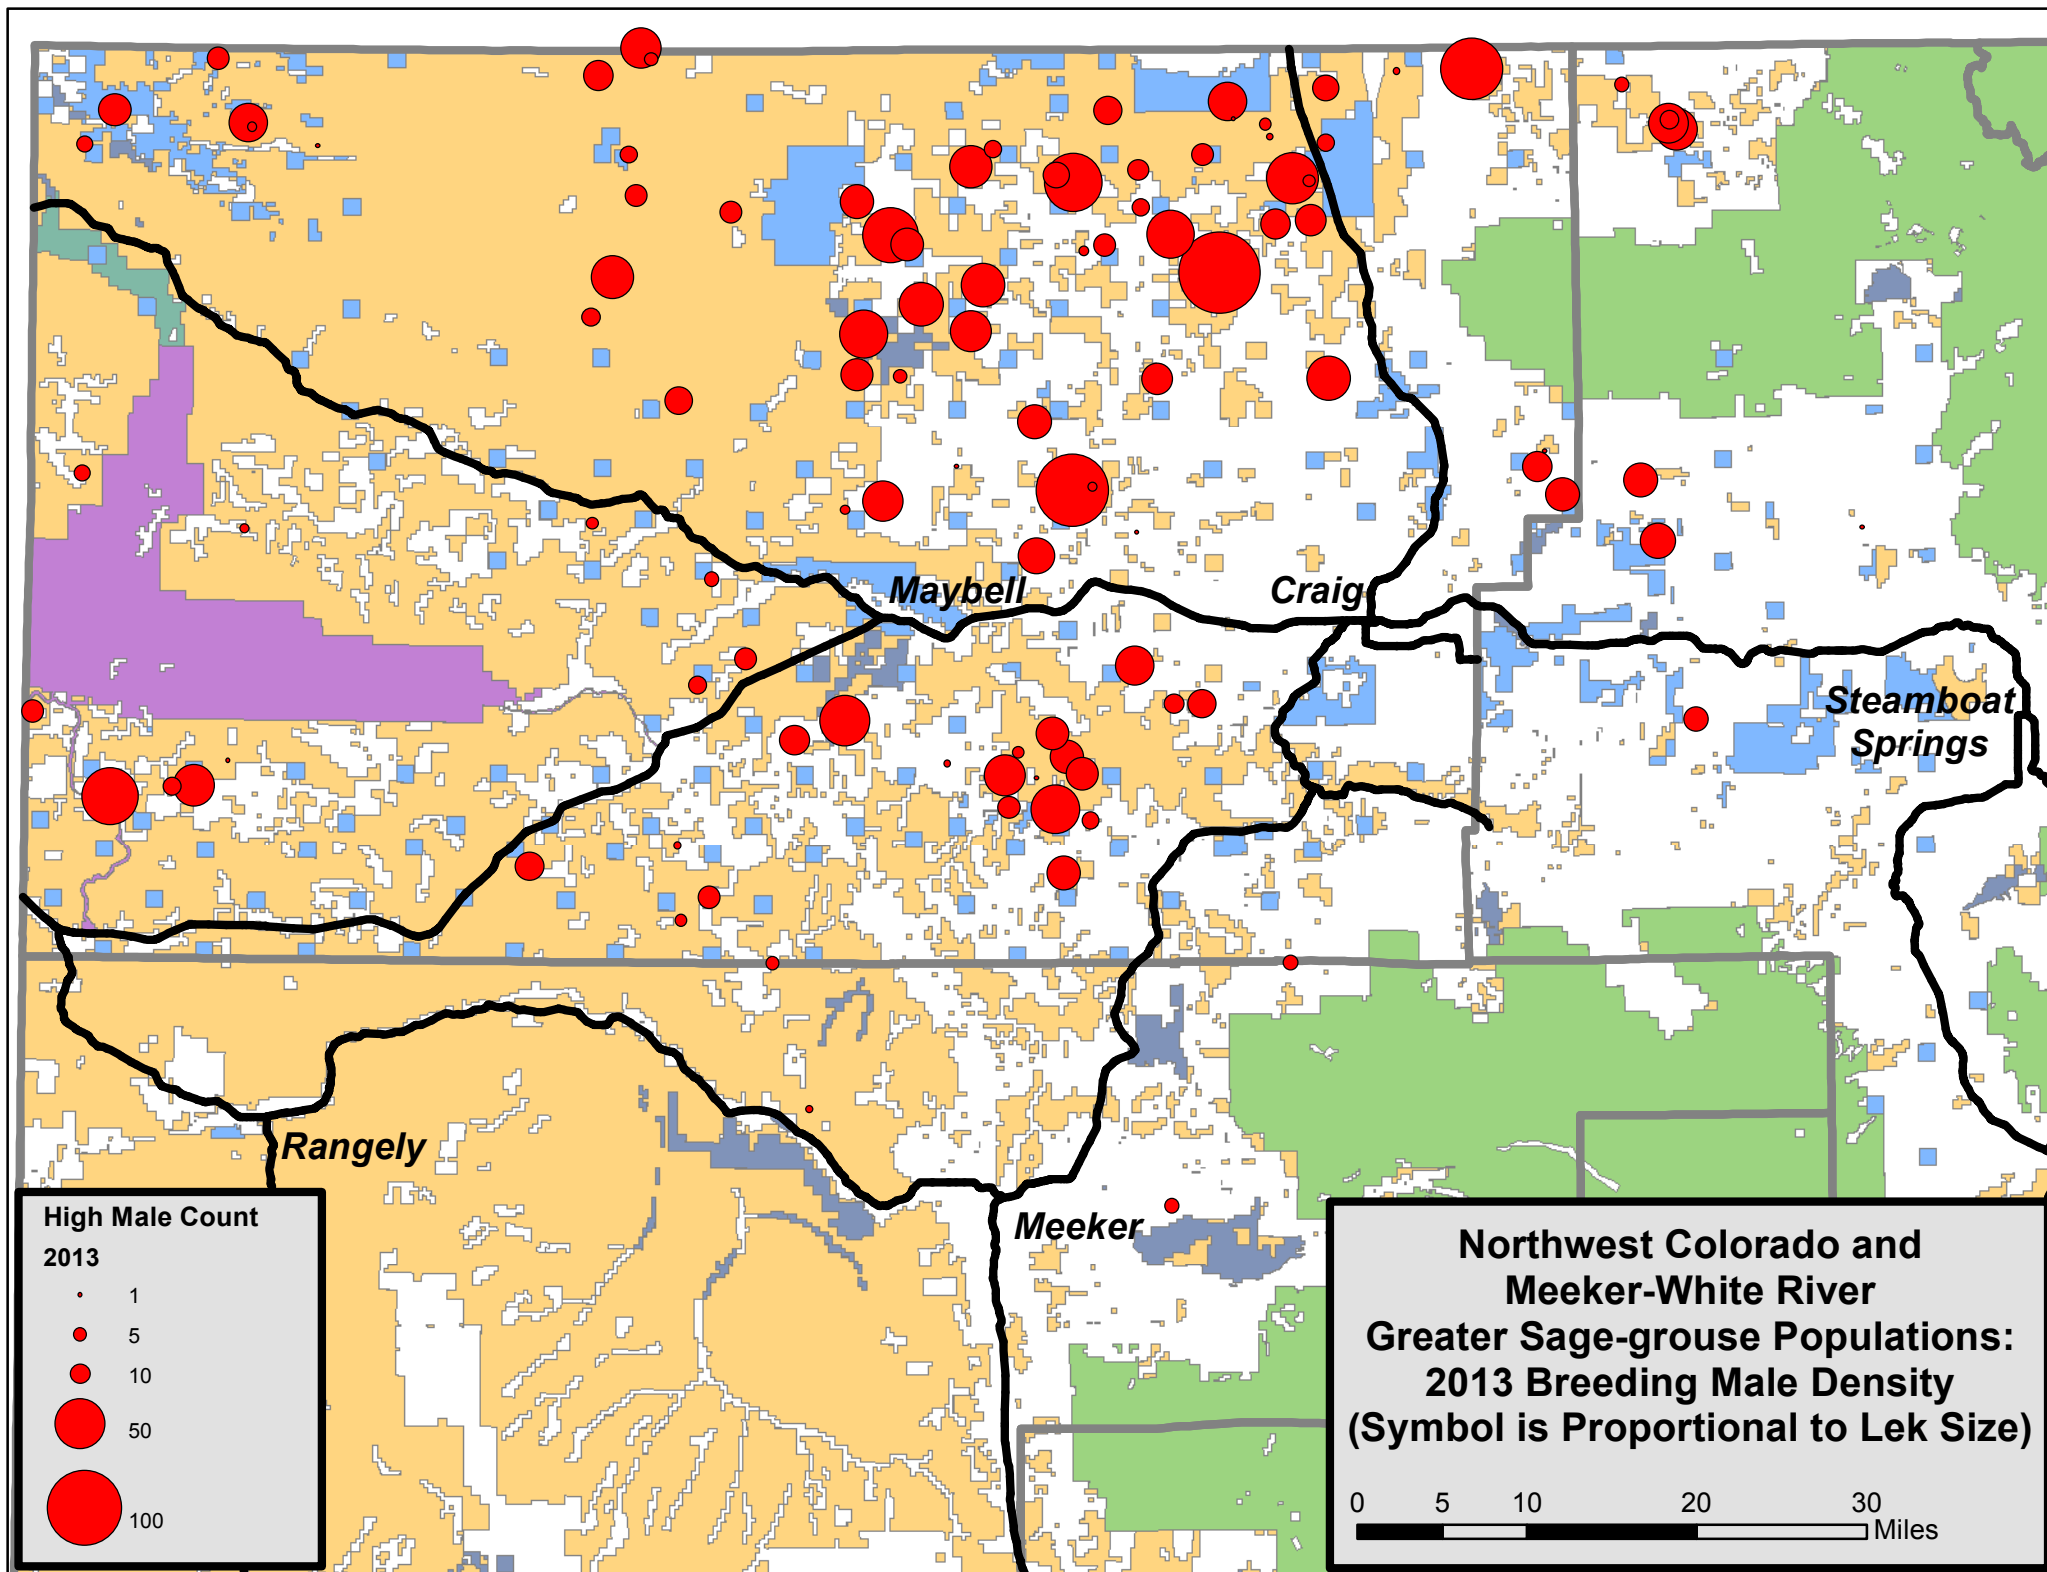 Maybell
Craig
Steamboat
Springs
Rangely
Meeker
High Male Count
2013
1
5
10
50
100
Northwest Colorado and
Meeker-White River
Greater Sage-grouse Populations:
2013 Breeding Male Density
(Symbol is Proportional to Lek Size)
0 5 10 20 30
Miles